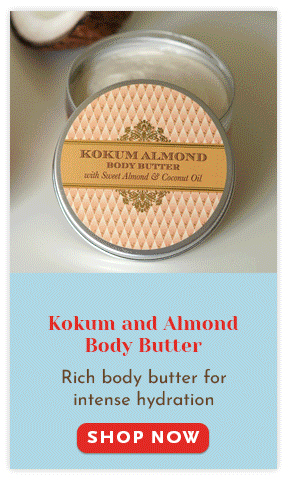 KOKUM ALMOND
BODY BUTTER
with Sweet Almond & Coconut Oil
Kokum and Almond
Body Butter
Rich body butter for
intense hydration
SHOP NOW